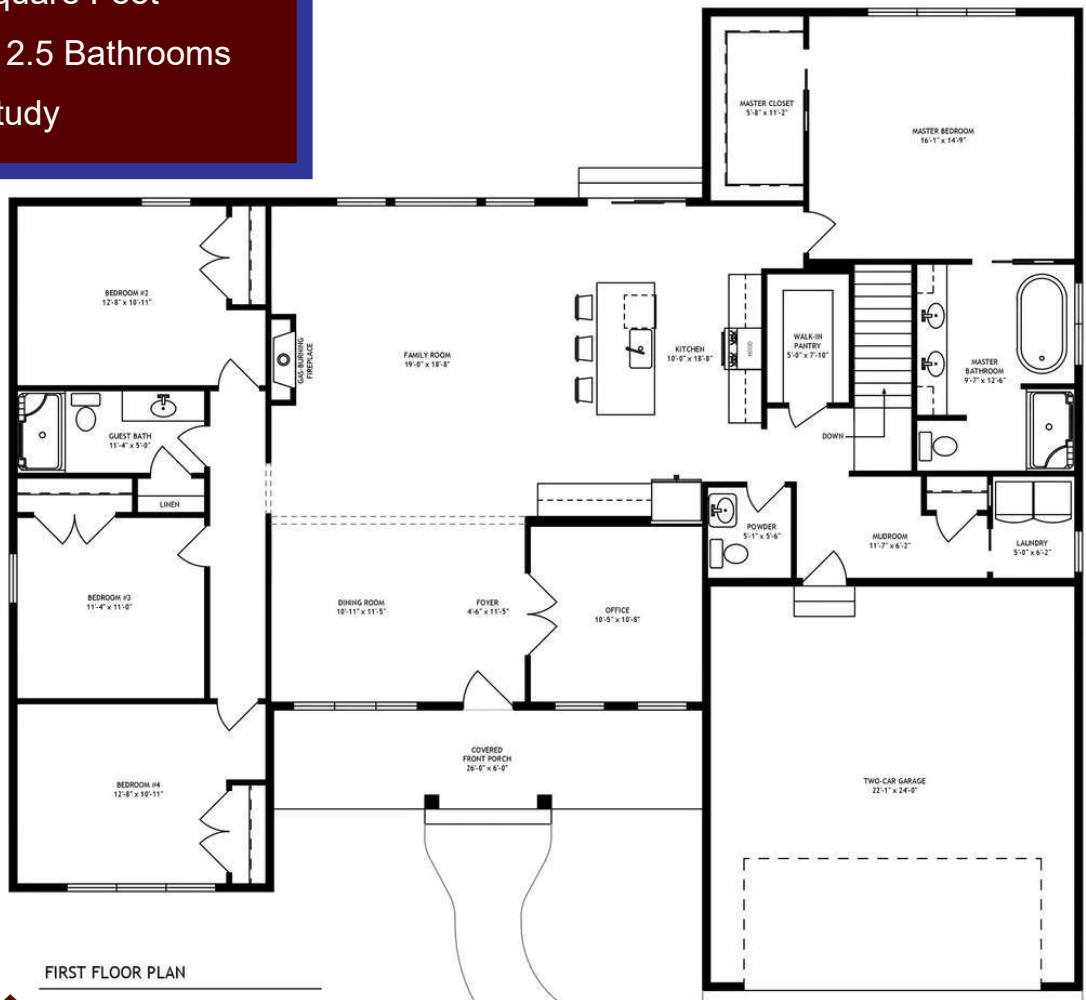 2.5 Bathrooms
MASTER CLOSET
5'-8" x 11'-2"
MASTER BEDROOM
16'-1" x 14'-9"
BEDROOM #2
12'-8" x 10'-11"
GAS-BURNING
FIREPLACE
FAMILY ROOM
19'-0" x 18'-8"
KITCHEN
10'-0" x 18'-8"
HOOD
WALK-IN
PANTRY
5'-0" x 7'-10"
MASTER
BATHROOM
9'-7" x 12'-6"
GUEST BATH
11'-4" x 5'-0"
DOWN
LINEN
POWDER
5'-1" x 5'-6"
MUDROOM
11'-7" x 6'-2"
LAUNDRY
5'-0" x 6'-2"
BEDROOM #3
11'-4" x 11'-0"
DINING ROOM
10'-11" x 11'-5"
FOYER
4'-6" x 11'-5"
OFFICE
10'-5" x 10'-8"
COVERED
FRONT PORCH
26'-0" x 6'-0"
BEDROOM #4
12'-8" x 10'-11"
TWO-CAR GARAGE
22'-1" x 24'-0"
FIRST FLOOR PLAN